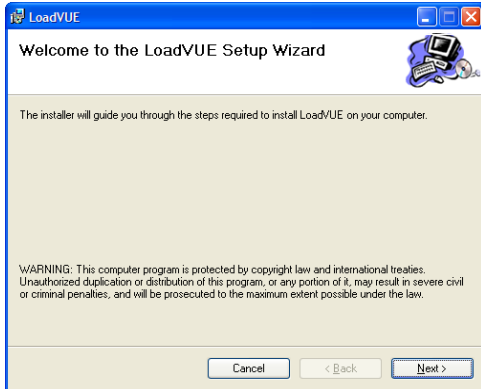 LoadVUE
Welcome to the LoadVUE Setup Wizard
The installer will guide you through the steps required to install LoadVUE on your computer.
WARNING: This computer program is protected by copyright law and international treaties.
Unauthorized duplication or distribution of this program, or any portion of it, may result in severe civil
or criminal penalties, and will be prosecuted to the maximum extent possible under the law.
Cancel
< Back
Next >